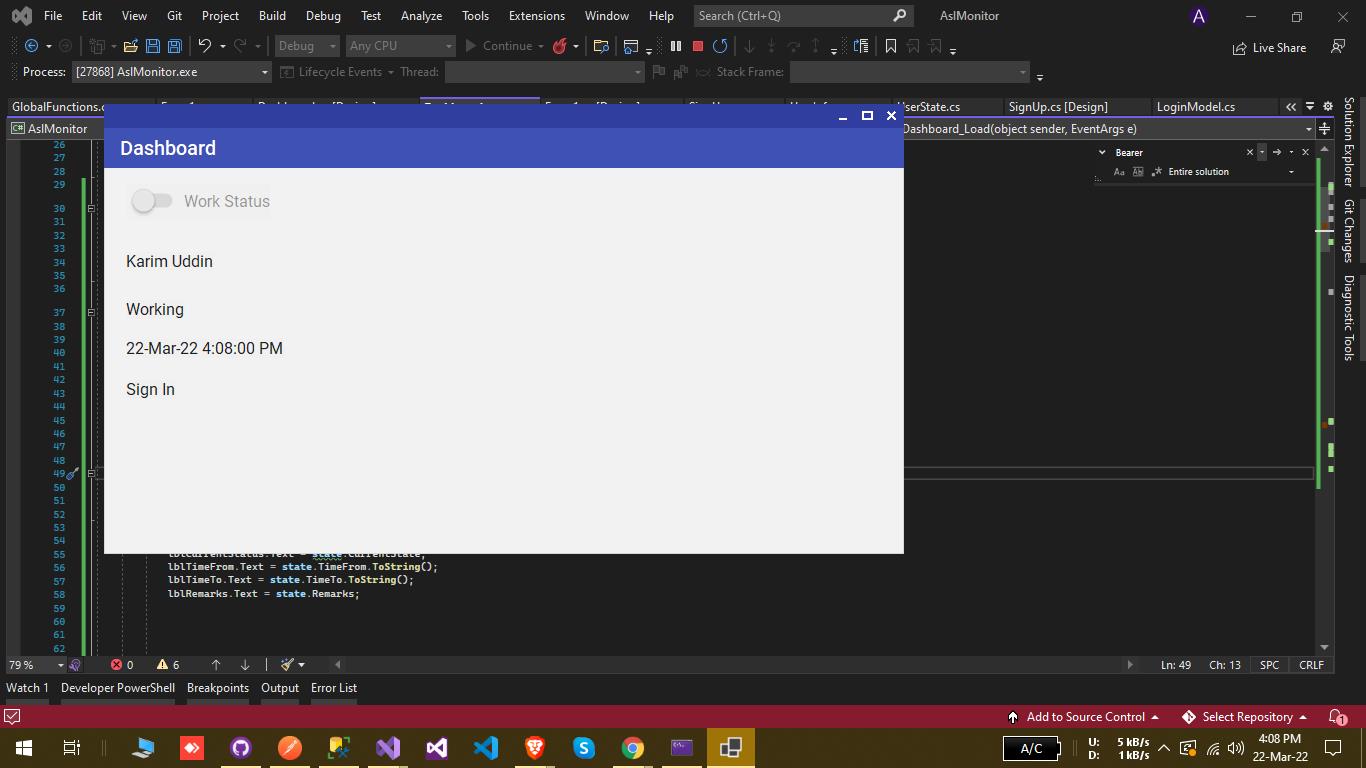 File Edit View Git Project Build Debug Test Analyze Tools Extensions Window Help Search (Ctrl+Q) AslMonitor A
Debug Any CPU Continue Live Share
Process: [27868] AslMonitor.exe Lifecycle Events Thread: Stack Frame:
GlobalFunctions.c UserState.cs SignUp.cs [Design] LoginModel.cs
C# AslMonitor Dashboard_Load(object sender, EventArgs e)
Dashboard
Bearer
Aa Ab Entire solution
Work Status
Karim Uddin
Working
22-Mar-22 4:08:00 PM
Sign In
Solution Explorer
Git Changes
Diagnostic Tools
26
27
28
29
30
31
32
33
34
35
36
37
38
39
40
41
42
43
44
45
46
47
48
49
50
51
52
53
54
55 lblCurrentStatus.Text = state.CurrentState;
56 lblTimeFrom.Text = state.TimeFrom.ToString();
57 lblTimeTo.Text = state.TimeTo.ToString();
58 lblRemarks.Text = state.Remarks;
59
60
61
62
79 % 0 6 Ln: 49 Ch: 13 SPC CRLF
Watch 1 Developer PowerShell Breakpoints Output Error List
Add to Source Control Select Repository 1
A/C U: 5 kB/s 4:08 PM
D: 1 kB/s 22-Mar-22